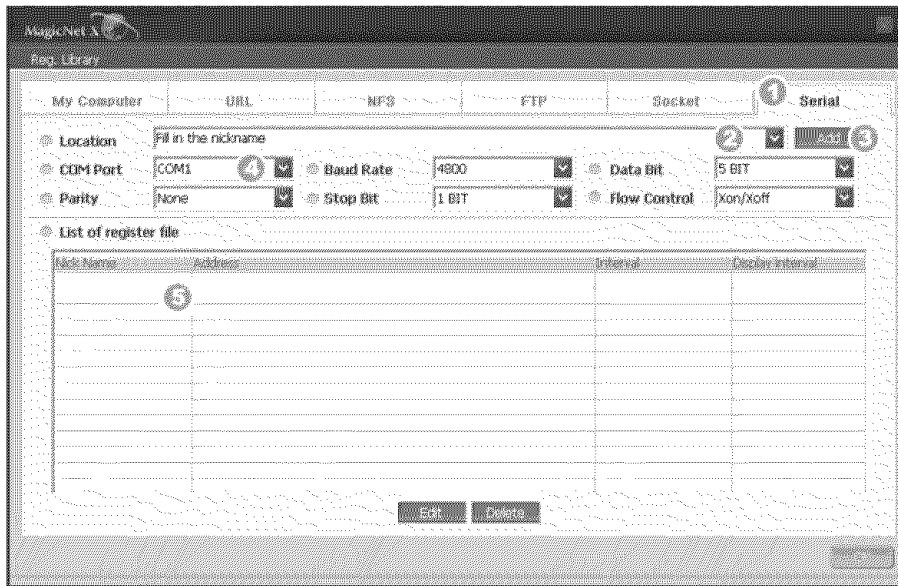 MagicNet X
Reg. Library
My Computer URL NFS FTP Socket 1 Serial
Location Fill in the nickname 2 Add 3
COM Port COM1 4 Baud Rate 4800 Data Bit 5 BIT
Parity None Stop Bit 1 BIT Flow Control Xon/Xoff
List of register file
Nick Name Address Interval Display Interval
5
Edit Delete